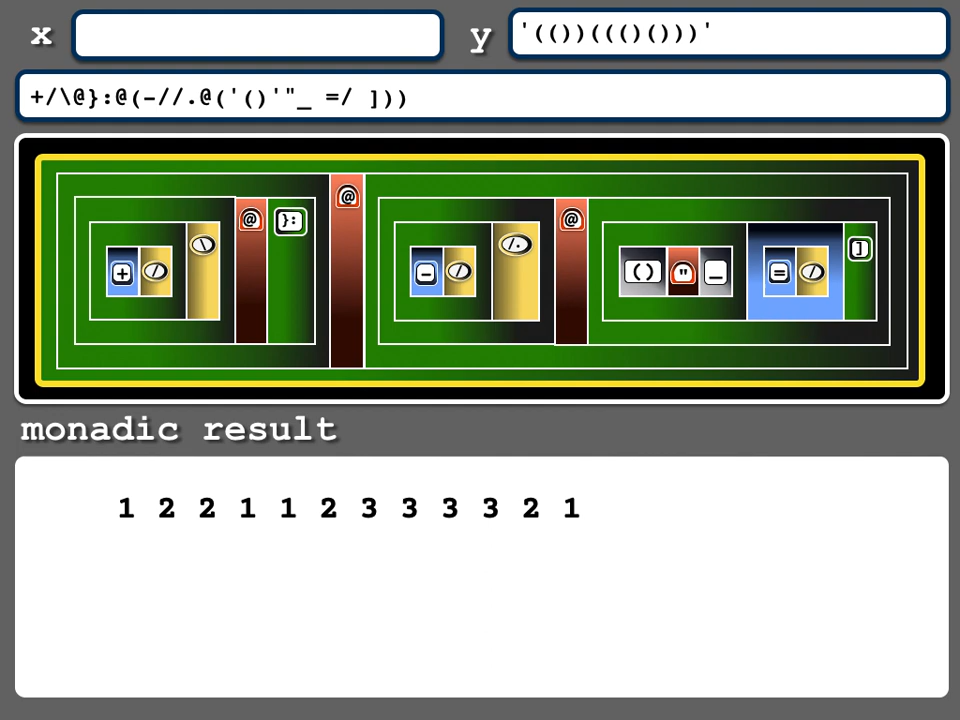 x
y '(())((()()))'
+/\@}:@(-//.@('()'"_ =/ ]))
+ / \ @ }: @ - / /. @ () " _ = / ]
monadic result
1 2 2 1 1 2 3 3 3 3 2 1